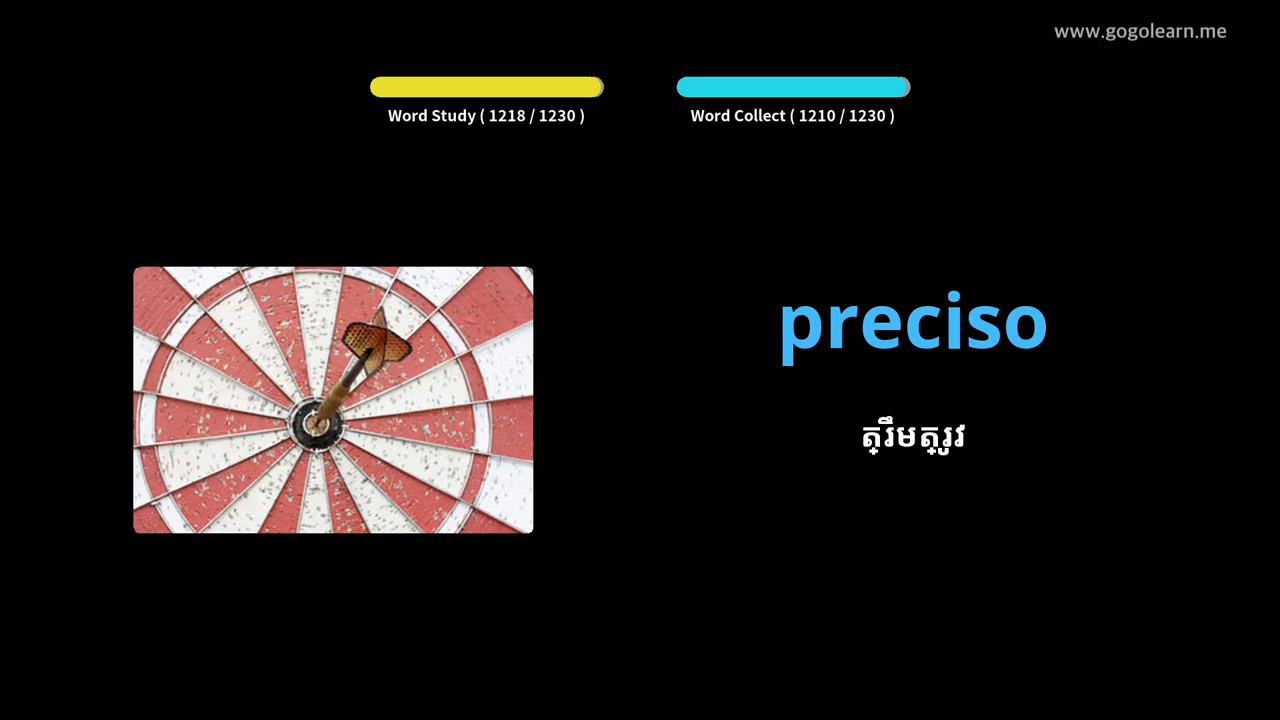 www.gogolearn.me
Word Study ( 1218 / 1230 )
Word Collect ( 1210 / 1230 )
preciso
ត្រឹមត្រូវ